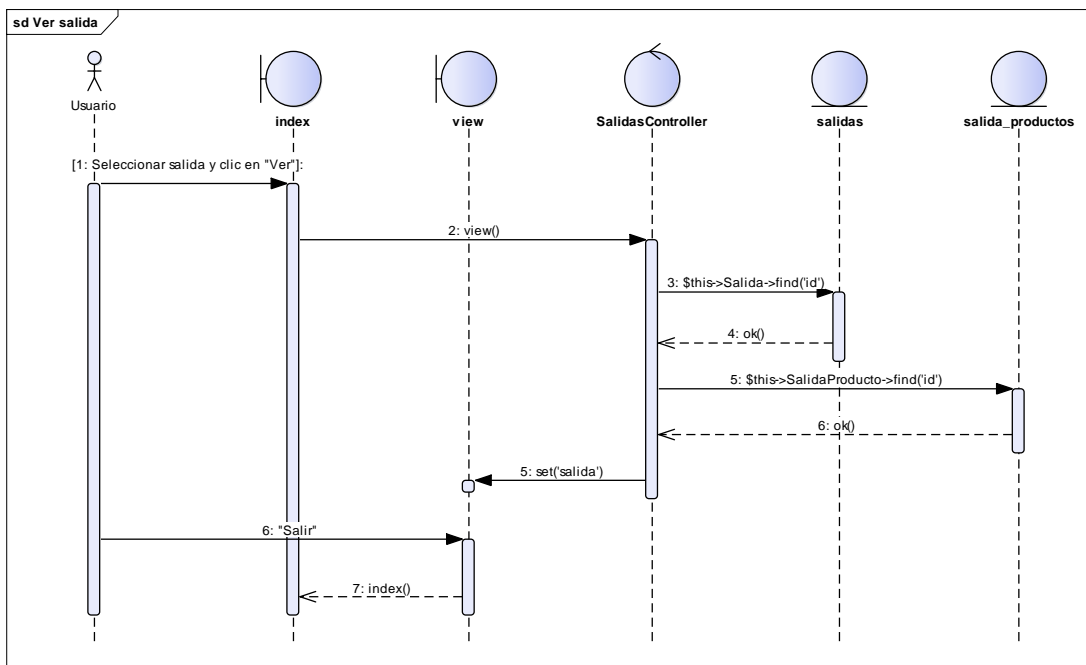 sd Ver salida
Usuario
index
view
SalidasController
salidas
salida_productos
[1: Seleccionar salida y clic en "Ver"]:
2: view()
3: $this->Salida->find('id')
4: ok()
5: $this->SalidaProducto->find('id')
6: ok()
5: set('salida')
6: "Salir"
7: index()